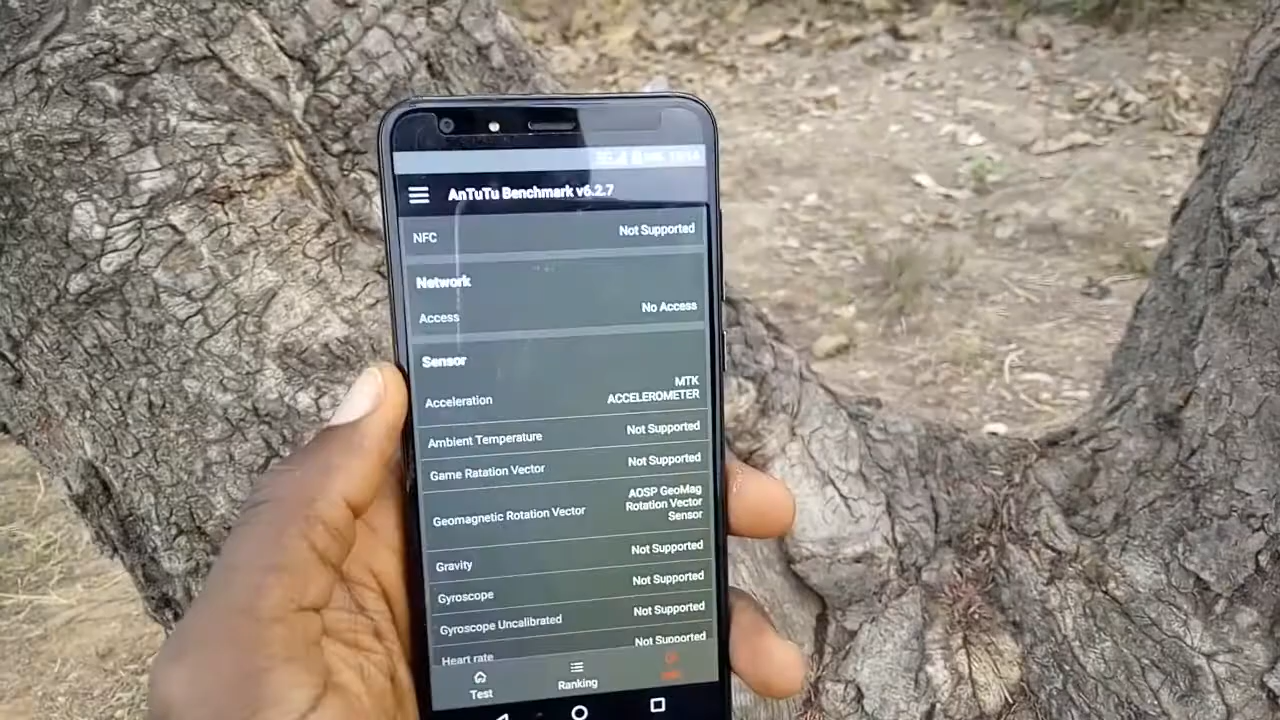 AnTuTu Benchmark v6.2.7
NFC Not Supported
Network
Access No Access
Sensor
Acceleration MTK
ACCELEROMETER
Ambient Temperature Not Supported
Game Ratation Vector Not Supported
Geomagnetic Rotation Vector AOSP GeoMag
Rotation Vector
Sensor
Gravity Not Supported
Gyroscope Not Supported
Gyroscope Uncalibrated Not Supported
Heart rate Not Supported
Test Ranking